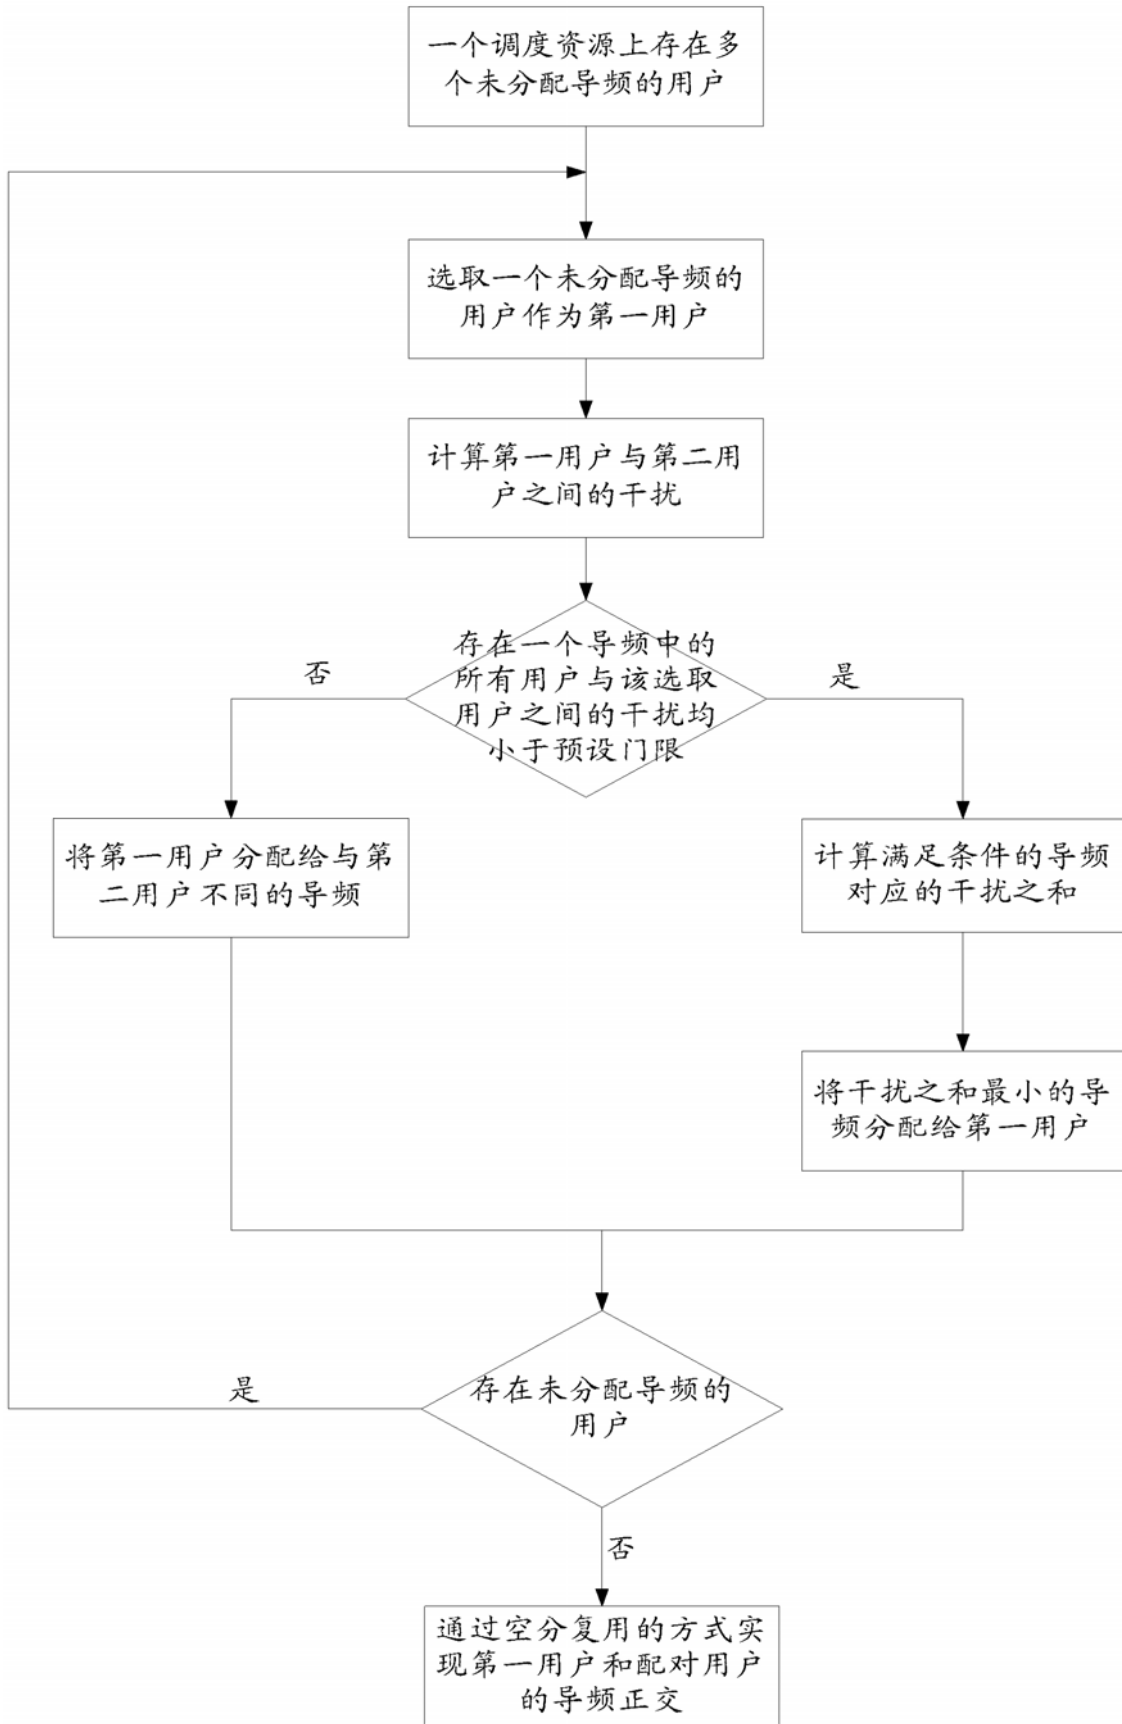 一个调度资源上存在多
个未分配导频的用户
选取一个未分配导频的
用户作为第一用户
计算第一用户与第二用
户之间的干扰
存在一个导频中的
所有用户与该选取
用户之间的干扰均
小于预设门限
否
是
将第一用户分配给与第
二用户不同的导频
计算满足条件的导频
对应的干扰之和
将干扰之和最小的导
频分配给第一用户
存在未分配导频的
用户
是
否
通过空分复用的方式实
现第一用户和配对用户
的导频正交